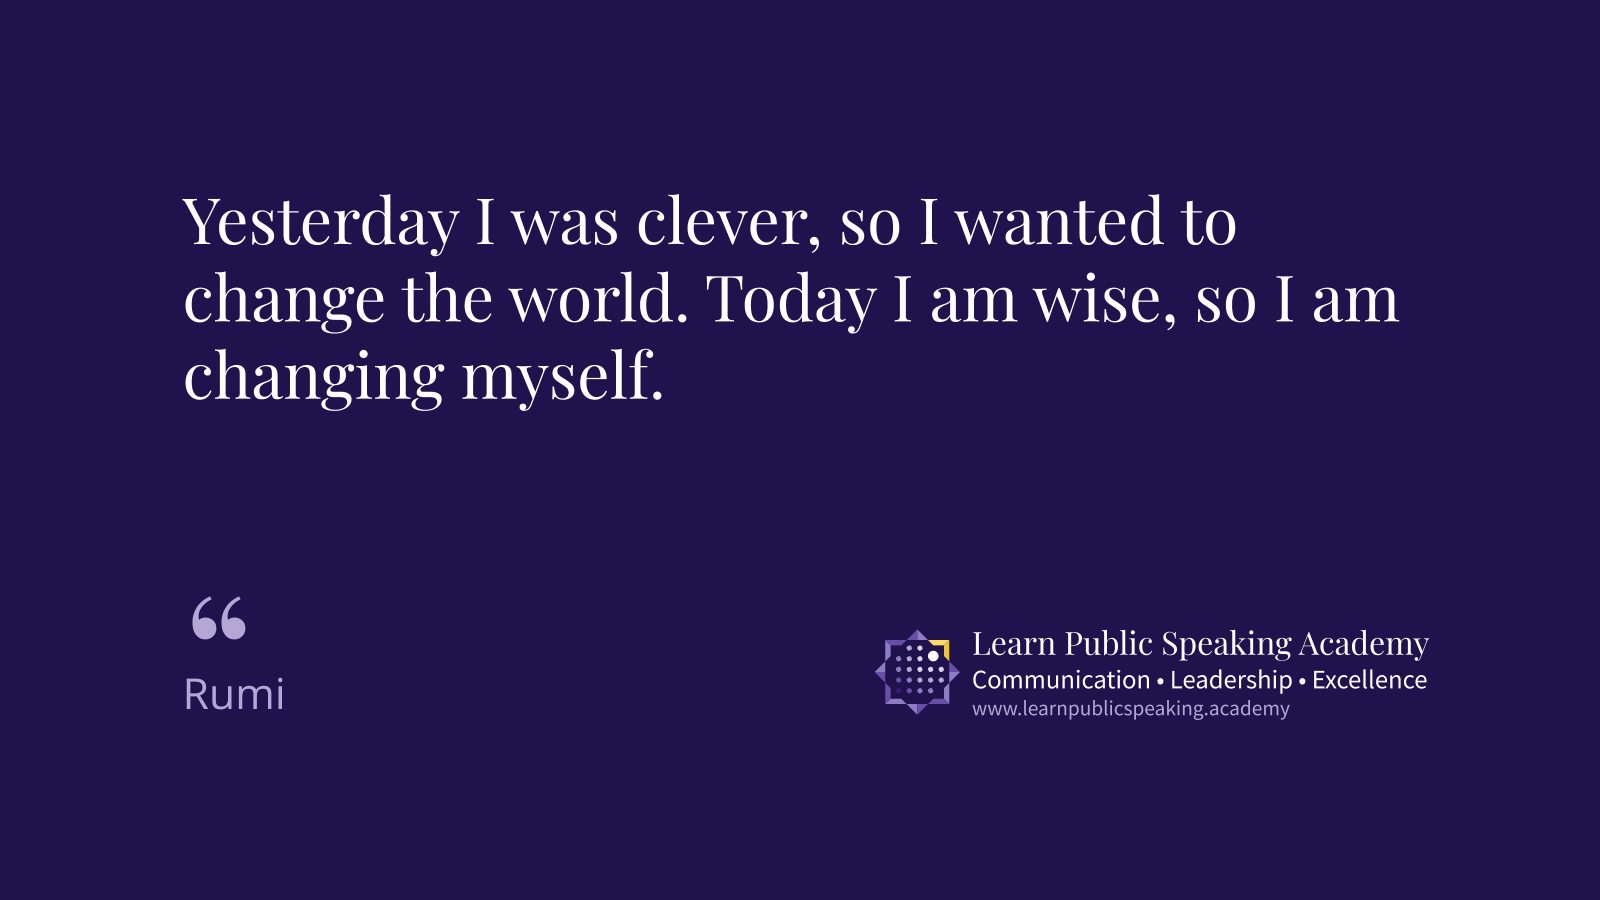 Yesterday I was clever, so I wanted to
change the world. Today I am wise, so I am
changing myself.
“
Rumi
Learn Public Speaking Academy
Communication • Leadership • Excellence
www.learnpublicspeaking.academy